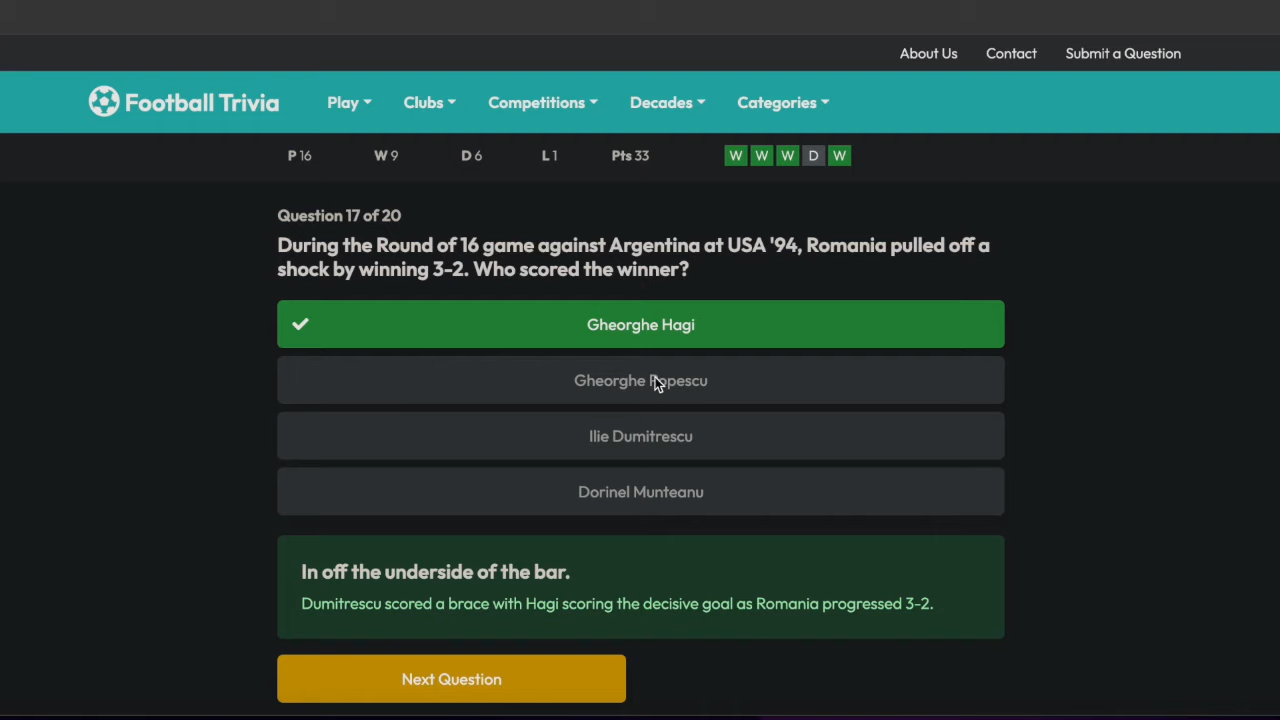 About Us Contact Submit a Question
Football Trivia Play Clubs Competitions Decades Categories
P 16 W 9 D 6 L 1 Pts 33 W W W D W
Question 17 of 20
During the Round of 16 game against Argentina at USA '94, Romania pulled off a
shock by winning 3-2. Who scored the winner?
Gheorghe Hagi
Gheorghe Popescu
Ilie Dumitrescu
Dorinel Munteanu
In off the underside of the bar.
Dumitrescu scored a brace with Hagi scoring the decisive goal as Romania progressed 3-2.
Next Question